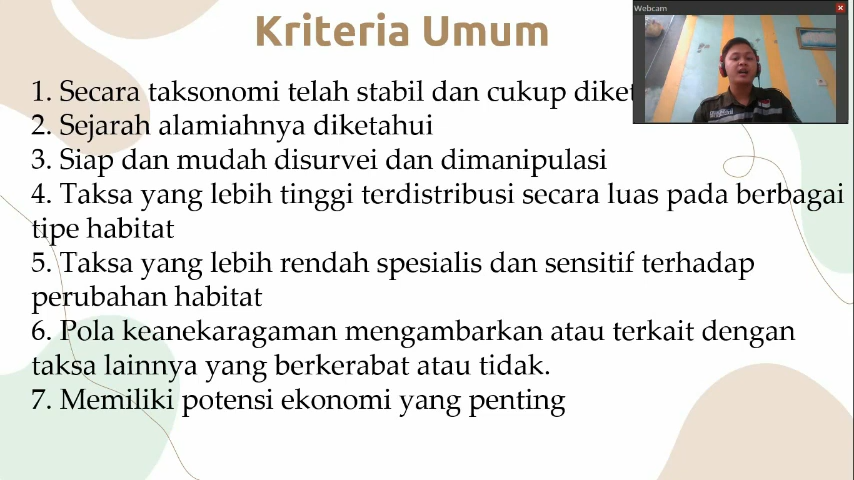 Kriteria Umum
Webcam
1. Secara taksonomi telah stabil dan cukup
2. Sejarah alamiahnya diketahui
3. Siap dan mudah disurvei dan dimanipulasi
4. Taksa yang lebih tinggi terdistribusi secara luas pada berbagai
tipe habitat
5. Taksa yang lebih rendah spesialis dan sensitif terhadap
perubahan habitat
6. Pola keanekaragaman mengambarkan atau terkait dengan
taksa lainnya yang berkerabat atau tidak.
7. Memiliki potensi ekonomi yang penting